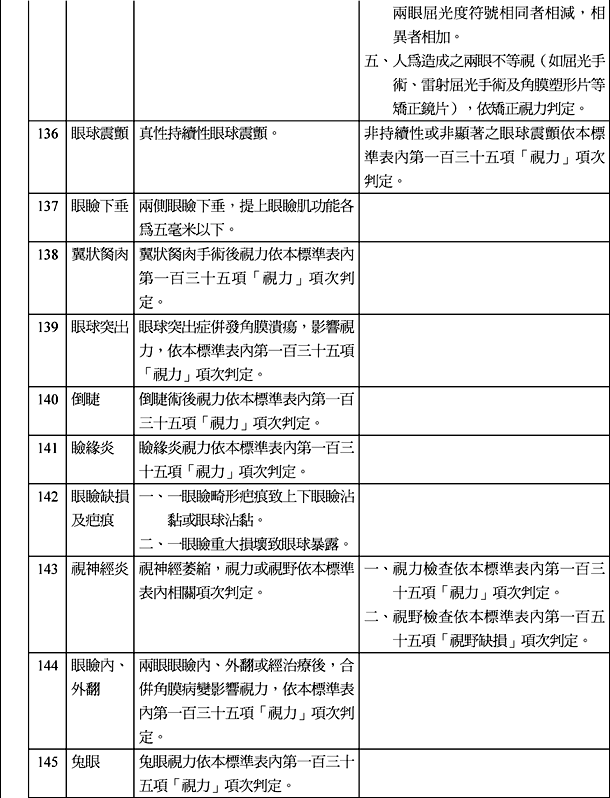 兩眼屈光度符號相同者相減，相
異者相加。
五、人爲造成之兩眼不等視（如屈光手
術、雷射屈光手術及角膜塑形片等
矯正鏡片），依矯正視力判定。
136
眼球震顫
真性持續性眼球震顫。
非持續性或非顯著之眼球震顫依本標
準表內第一百三十五項「視力」項次
判定。
137
眼瞼下垂
兩側眼瞼下垂，提上眼瞼肌功能各
爲五毫米以下。
138
翼狀胬肉
翼狀胬肉手術後視力依本標準表內
第一百三十五項「視力」項次判
定。
139
眼球突出
眼球突出症併發角膜潰瘍，影響視
力，依本標準表內第一百三十五項
「視力」項次判定。
140
倒睫
倒睫術後視力依本標準表內第一百
三十五項「視力」項次判定。
141
瞼緣炎
瞼緣炎視力依本標準表內第一百三
十五項「視力」項次判定。
142
眼瞼缺損
及疤痕
一、一眼瞼畸形疤痕致上下眼瞼沾
黏或眼球沾黏。
二、一眼瞼重大損壞致眼球暴露。
143
視神經炎
視神經萎縮，視力或視野依本標準
表內相關項次判定。
一、視力檢查依本標準表內第一百三
十五項「視力」項次判定。
二、視野檢查依本標準表內第一百五
十五項「視野缺損」項次判定。
144
眼瞼內、
外翻
兩眼眼瞼內、外翻或經治療後，合
併角膜病變影響視力，依本標準表
內第一百三十五項「視力」項次判
定。
145
兔眼
兔眼視力依本標準表內第一百三十
五項「視力」項次判定。